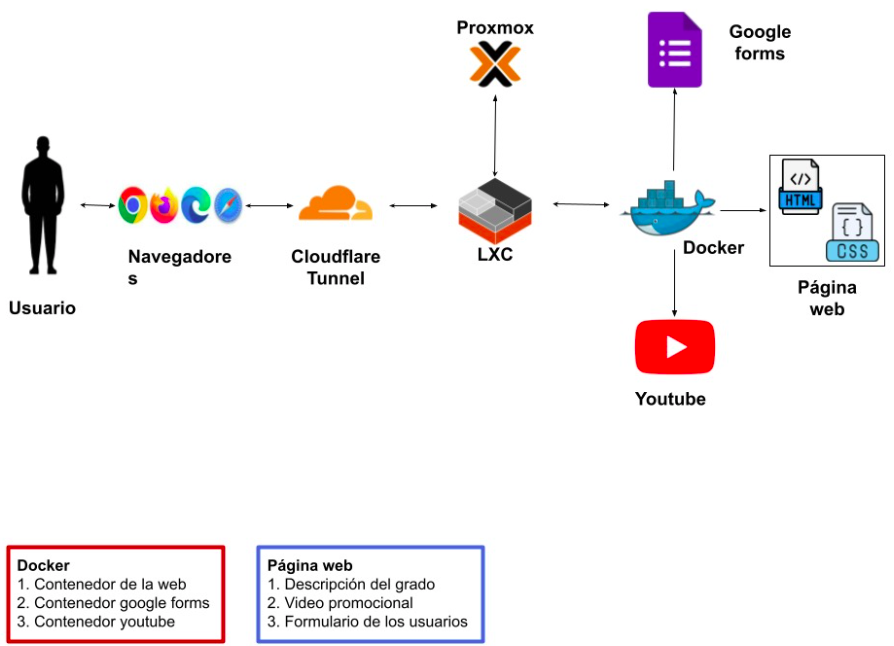 Proxmox
Google
forms
</>
HTML
{ }
CSS
Navegadore
s
Cloudflare
Tunnel
LXC
Docker
Usuario
Página
web
Youtube
Docker
1. Contenedor de la web
2. Contenedor google forms
3. Contenedor youtube
Página web
1. Descripción del grado
2. Video promocional
3. Formulario de los usuarios